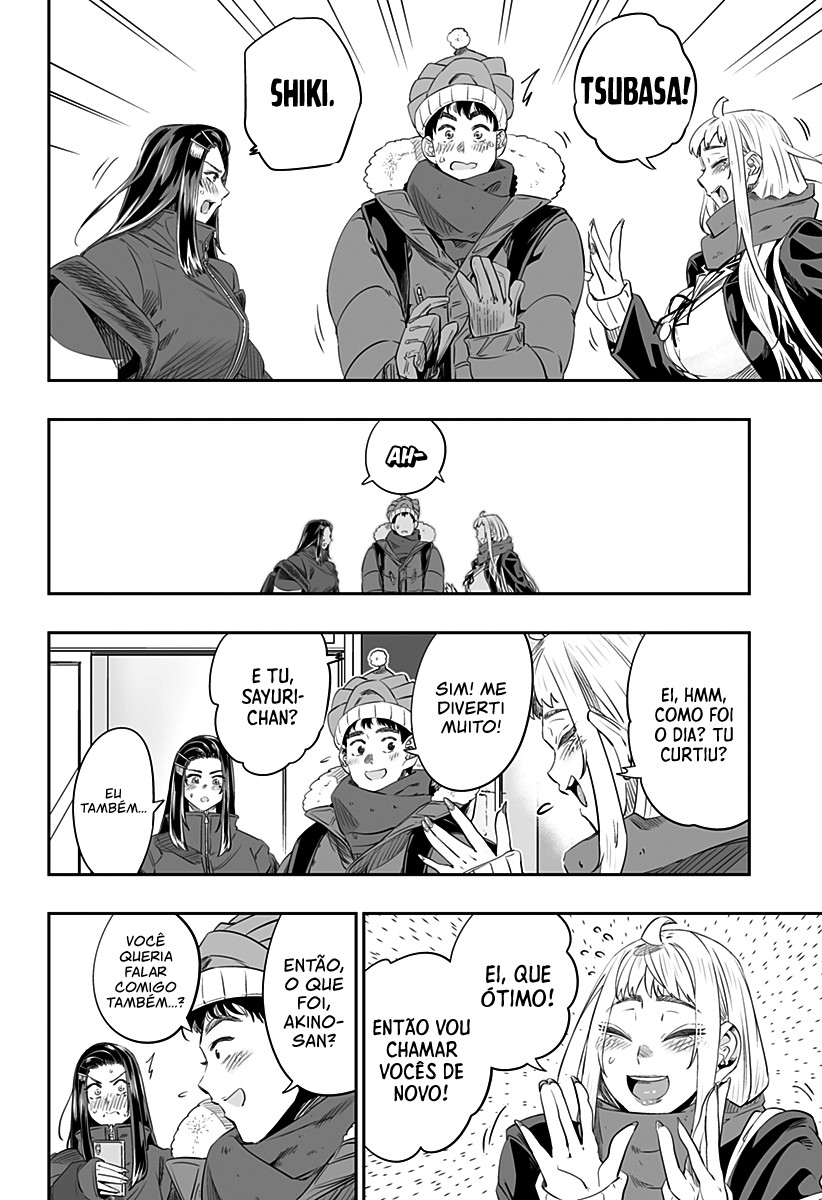 TSUBASA!
SHIKI.
AH-
EI, HMM,
COMO FOI
O DIA? TU
CURTIU?
SIM! ME
DIVERTI
MUITO!
E TU,
SAYURI-
CHAN?
EU
TAMBÉM...
EI, QUE
ÓTIMO!
ENTÃO VOU
CHAMAR
VOCÊS DE
NOVO!
ENTÃO,
O QUE
FOI,
AKINO-
SAN?
VOCÊ
QUERIA
FALAR
COMIGO
TAMBÉM...?